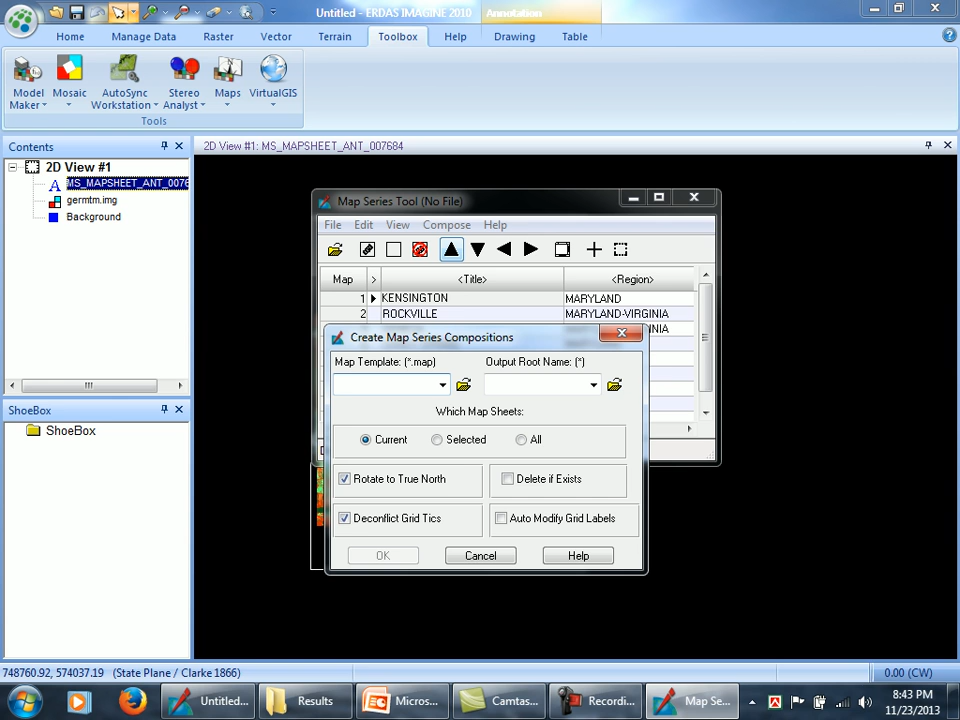 Untitled - ERDAS IMAGINE 2010
Annotation
Home
Manage Data
Raster
Vector
Terrain
Toolbox
Help
Drawing
Table
Model
Maker
Mosaic
AutoSync
Workstation
Stereo
Analyst
Maps
VirtualGIS
Tools
Contents
2D View #1
MS_MAPSHEET_ANT_0076
germtm.img
Background
ShoeBox
ShoeBox
2D View #1: MS_MAPSHEET_ANT_007684
Map Series Tool (No File)
File Edit View Compose Help
Map > <Title> <Region>
1 KENSINGTON MARYLAND
2 ROCKVILLE MARYLAND-VIRGINIA
Create Map Series Compositions
Map Template: (*.map)
Output Root Name: (*)
Which Map Sheets:
Current
Selected
All
Rotate to True North
Delete if Exists
Deconflict Grid Tics
Auto Modify Grid Labels
OK
Cancel
Help
748760.92, 574037.19 (State Plane / Clarke 1866)
0.00 (CW)
Untitled...
Results
Micros...
Camtas...
Recordi...
Map Se...
8:43 PM
11/23/2013